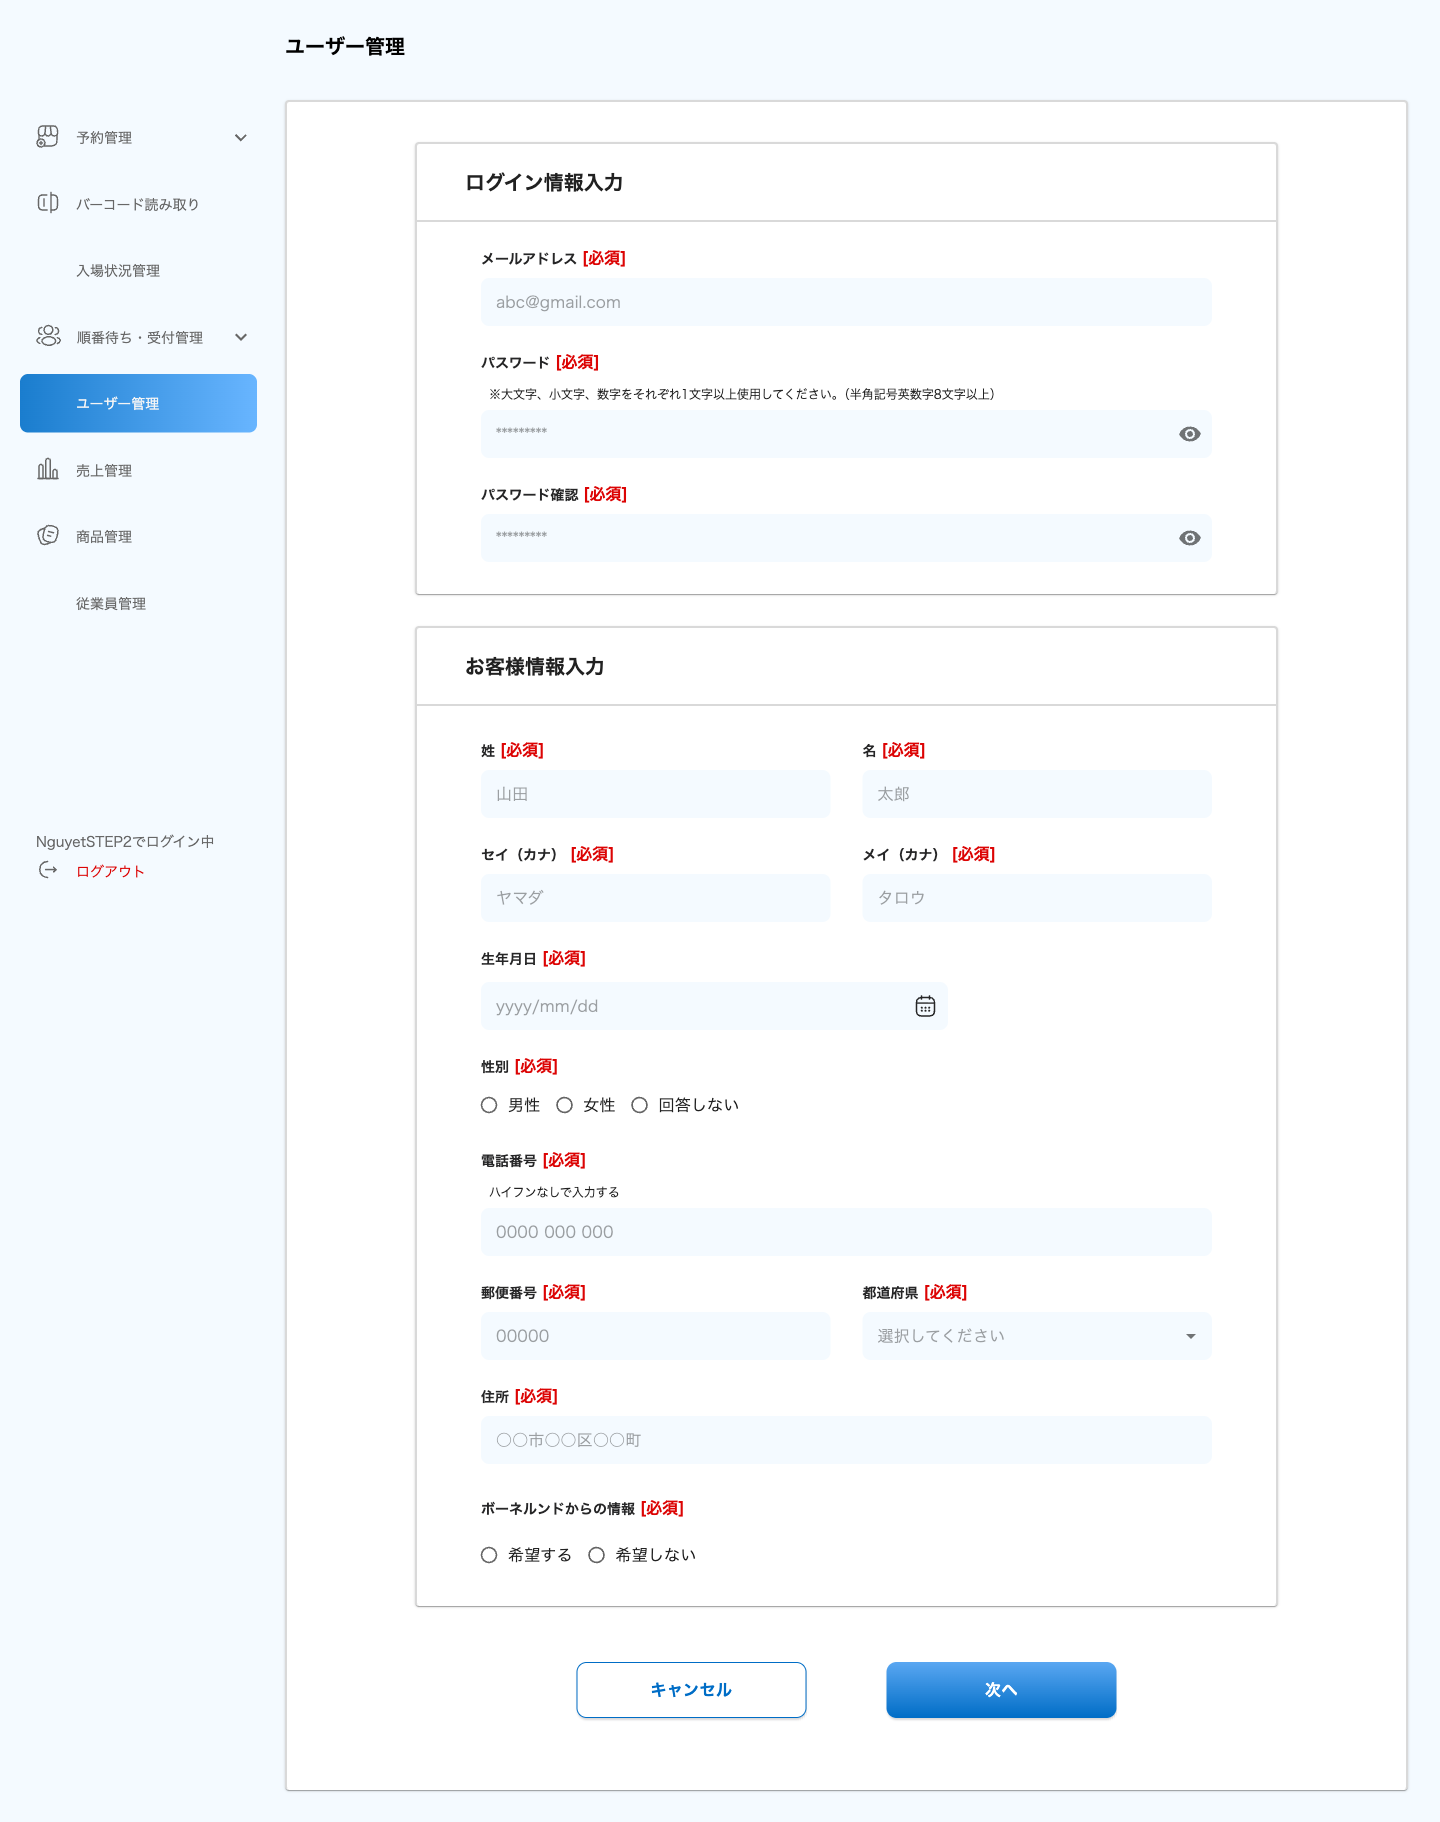 ユーザー管理
予約管理
バーコード読み取り
入場状況管理
順番待ち・受付管理
ユーザー管理
売上管理
商品管理
従業員管理
NguyetSTEP2でログイン中
ログアウト
ログイン情報入力
メールアドレス [必須]
abc@gmail.com
パスワード [必須]
※大文字、小文字、数字をそれぞれ1文字以上使用してください。（半角記号英数字8文字以上）
*********
パスワード確認 [必須]
*********
お客様情報入力
姓 [必須] 名 [必須]
山田 太郎
セイ（カナ） [必須] メイ（カナ） [必須]
ヤマダ タロウ
生年月日 [必須]
yyyy/mm/dd
性別 [必須]
男性 女性 回答しない
電話番号 [必須]
ハイフンなしで入力する
0000 000 000
郵便番号 [必須] 都道府県 [必須]
00000 選択してください
住所 [必須]
〇〇市〇〇区〇〇町
ボーネルンドからの情報 [必須]
希望する 希望しない
キャンセル 次へ